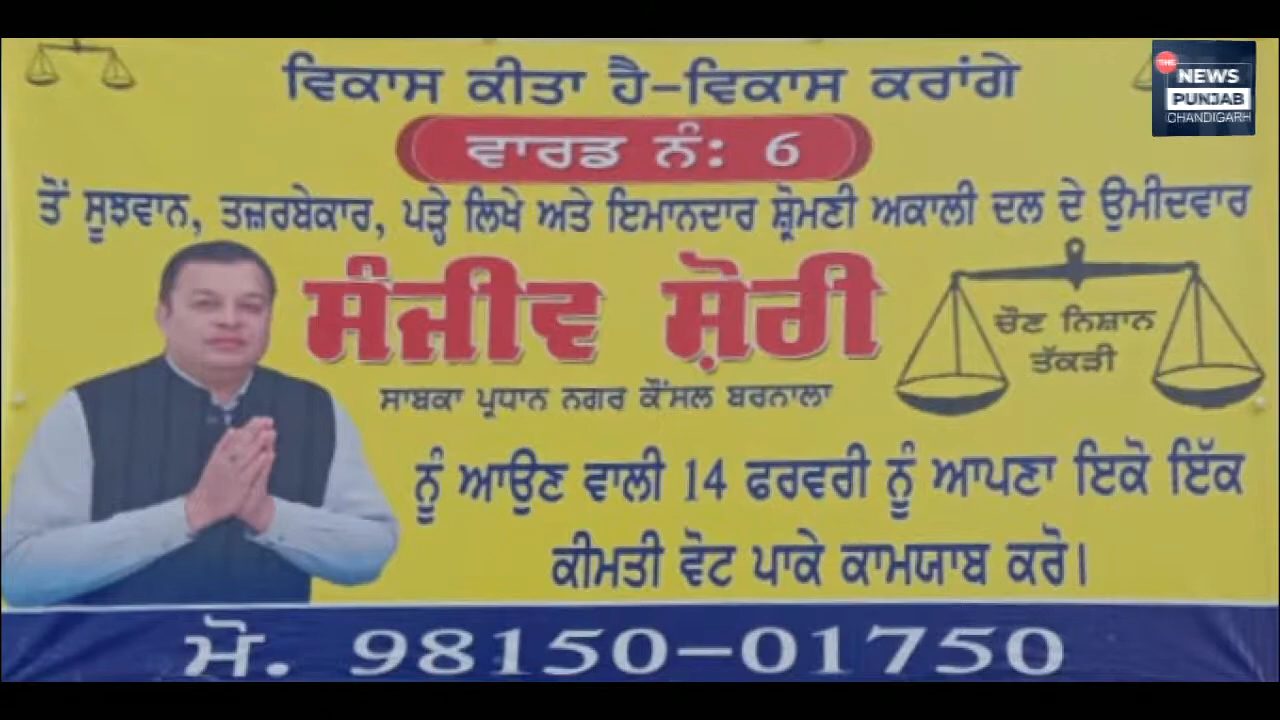 ਵਿਕਾਸ ਕੀਤਾ ਹੈ-ਵਿਕਾਸ ਕਰਾਂਗੇ
THE
NEWS
PUNJAB
CHANDIGARH
ਵਾਰਡ ਨੰ: 6
ਤੋਂ ਸੂਝਵਾਨ, ਤਜ਼ਰਬੇਕਾਰ, ਪੜ੍ਹੇ ਲਿਖੇ ਅਤੇ ਇਮਾਨਦਾਰ ਸ਼੍ਰੋਮਣੀ ਅਕਾਲੀ ਦਲ ਦੇ ਉਮੀਦਵਾਰ
ਸੰਜੀਵ ਸ਼ੋਰੀ
ਸਾਬਕਾ ਪ੍ਰਧਾਨ ਨਗਰ ਕੌਂਸਲ ਬਰਨਾਲਾ
ਚੋਣ ਨਿਸ਼ਾਨ
ਤੱਕੜੀ
ਨੂੰ ਆਉਣ ਵਾਲੀ 14 ਫਰਵਰੀ ਨੂੰ ਆਪਣਾ ਇਕੋ ਇੱਕ
ਕੀਮਤੀ ਵੋਟ ਪਾਕੇ ਕਾਮਯਾਬ ਕਰੋ।
ਮੋ. 98150-01750